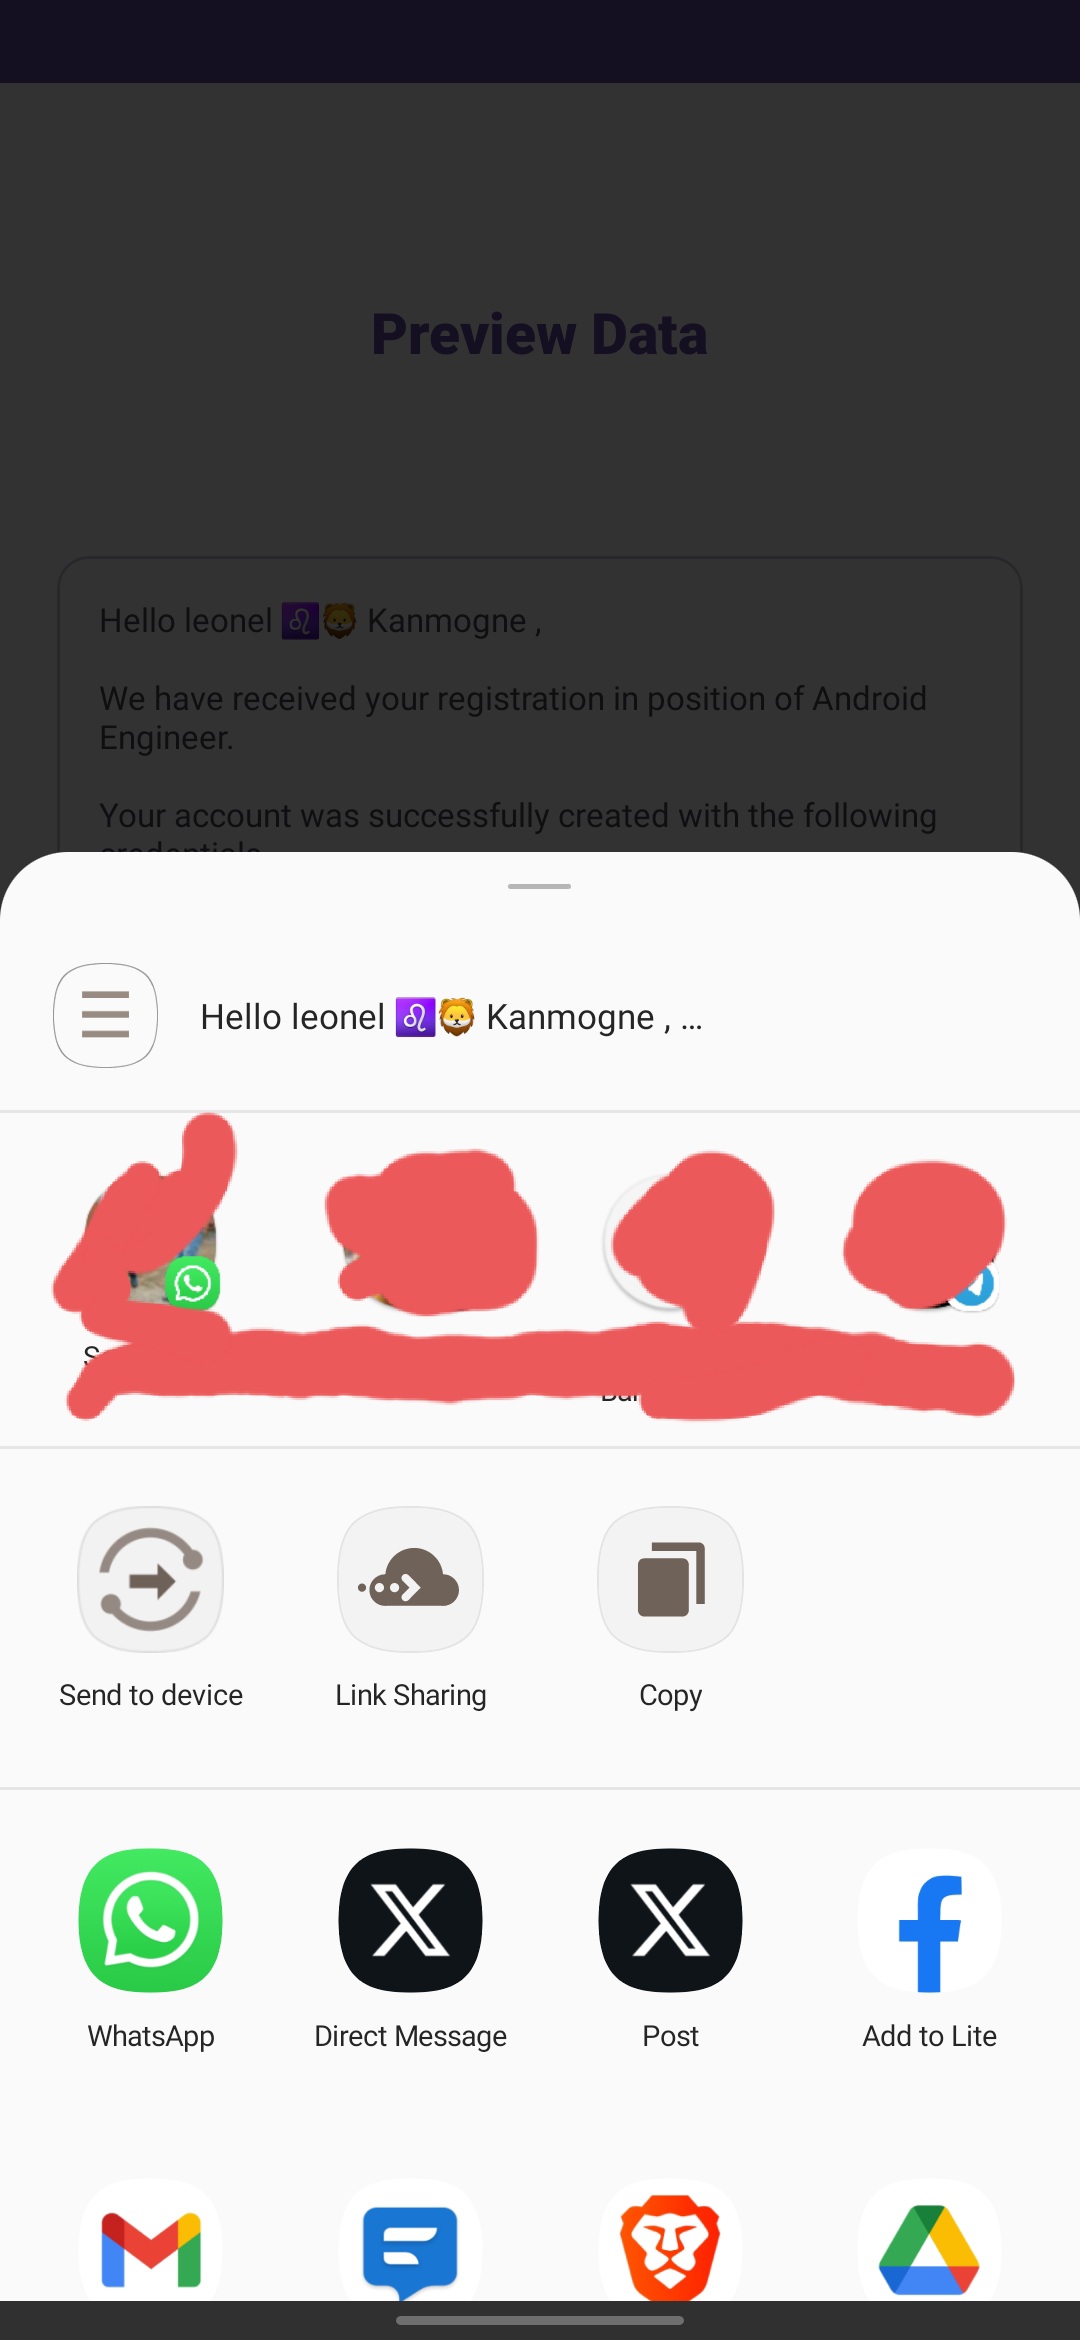 Preview Data
Hello leonel ♌🦁 Kanmogne ,
We have received your registration in position of Android
Engineer.
Your account was successfully created with the following
credentials
Hello leonel ♌🦁 Kanmogne , ...
Send to device
Link Sharing
Copy
WhatsApp
Direct Message
Post
Add to Lite